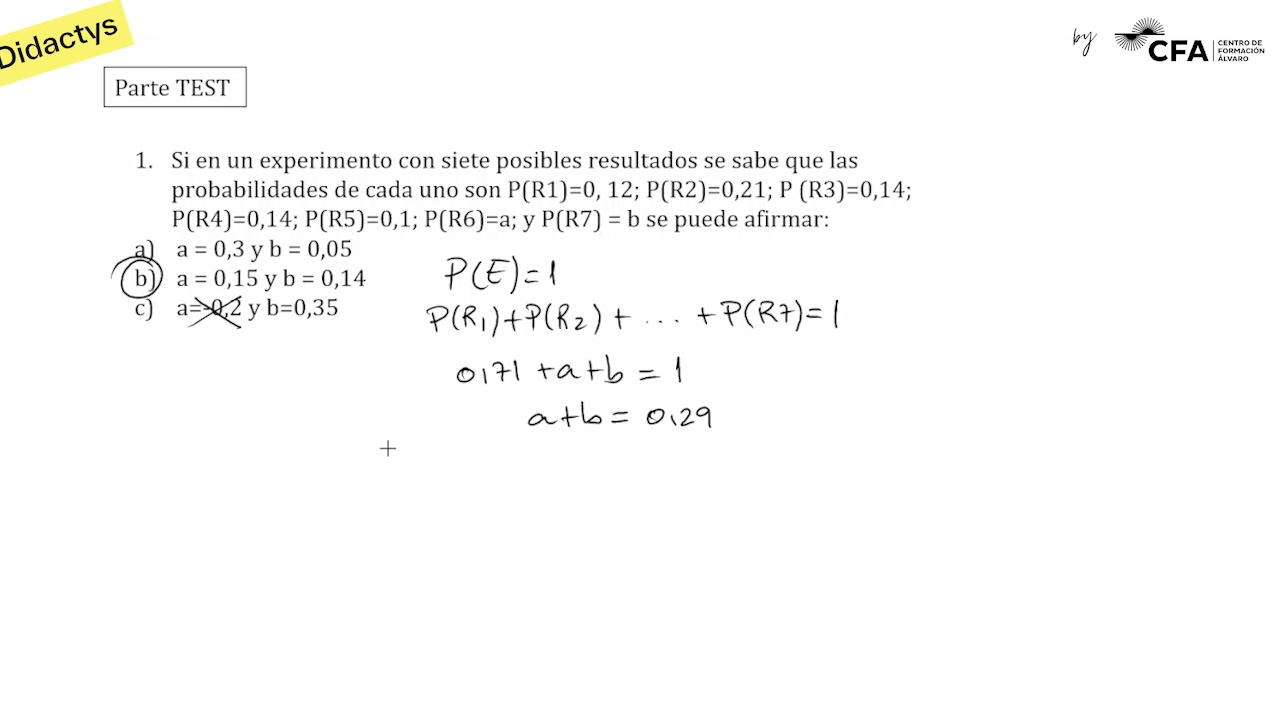 Didactys
by CFA CENTRO DE FORMACIÓN ÁLVARO
Parte TEST
1. Si en un experimento con siete posibles resultados se sabe que las
probabilidades de cada uno son P(R1)=0, 12; P(R2)=0,21; P (R3)=0,14;
P(R4)=0,14; P(R5)=0,1; P(R6)=a; y P(R7) = b se puede afirmar:
a) a = 0,3 y b = 0,05
b) a = 0,15 y b = 0,14
c) a=-0,2 y b=0,35
P(E)=1
P(R₁)+P(R₂) + ... +P(R7)=1
0,71 +a+b = 1
a+b = 0,29